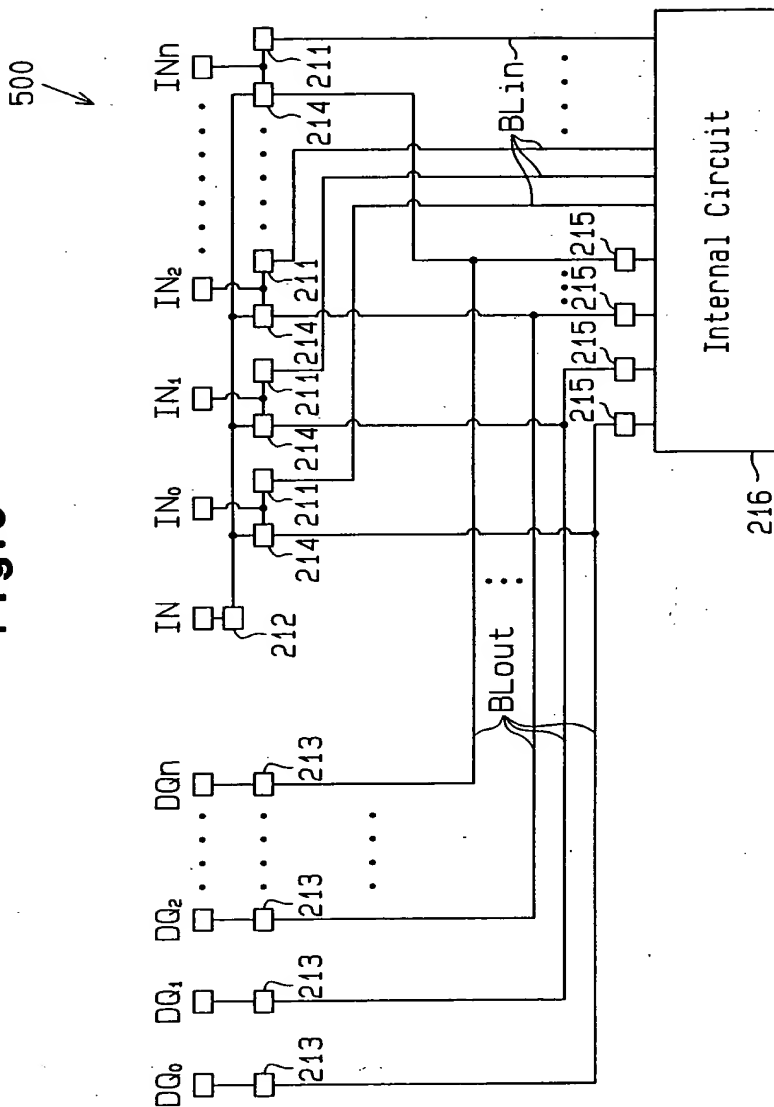 500
IN IN₀ IN₁ IN₂ INn
DQ₀ DQ₁ DQ₂ DQn
212 214 211 214 211 214 211 214 211
213 213 213 213
BLout
BLin
215 215 215 215
Internal Circuit
216